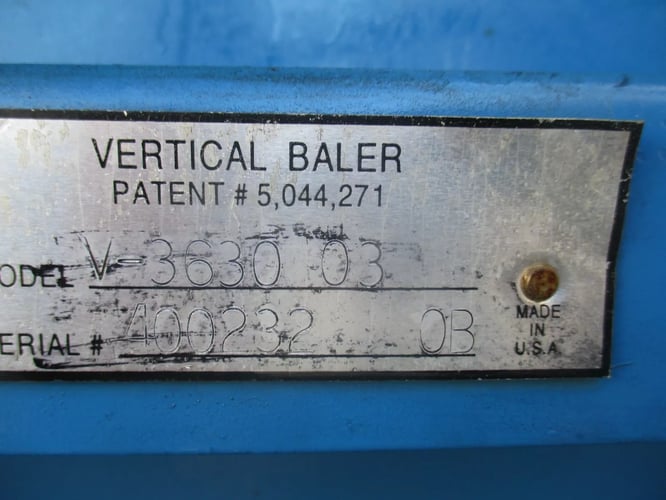 VERTICAL BALER
PATENT # 5,044,271
ODEL V-3630 03
ERIAL # 400232 0B
MADE
IN
U.S.A.